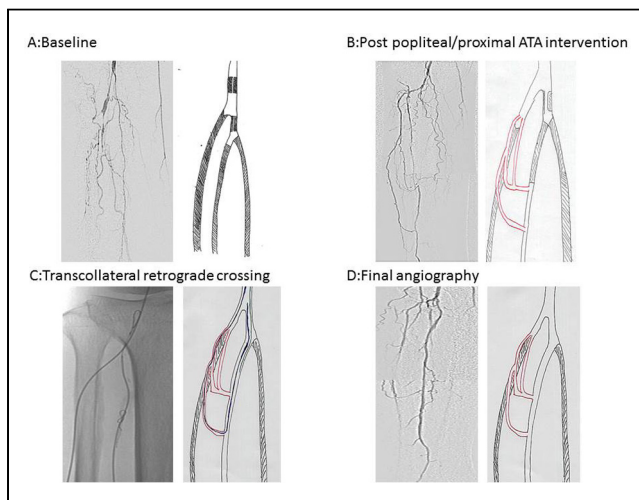 A:Baseline
B:Post popliteal/proximal ATA intervention
C:Transcollateral retrograde crossing
D:Final angiography